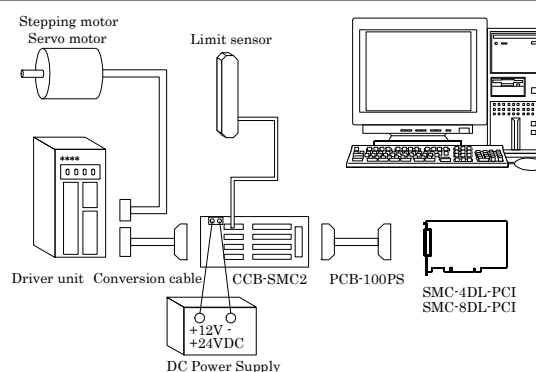 Stepping motor
Servo motor
Limit sensor
****
Driver unit
Conversion cable
CCB-SMC2
PCB-100PS
SMC-4DL-PCI
SMC-8DL-PCI
+12V -
+24VDC
DC Power Supply